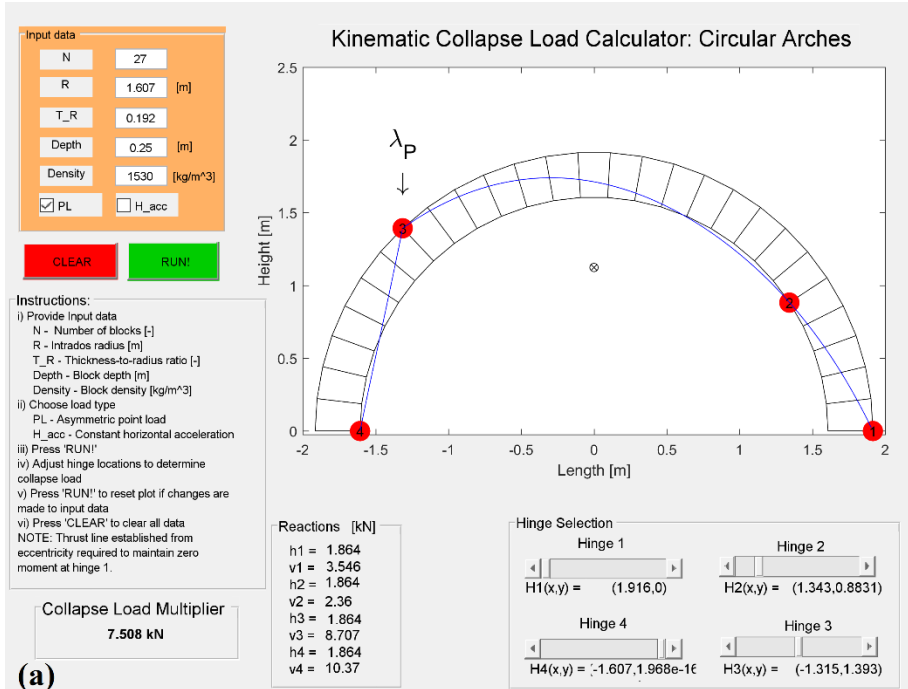 Kinematic Collapse Load Calculator: Circular Arches
Input data
N 27
R 1.607 [m]
T_R 0.192
Depth 0.25 [m]
Density 1530 [kg/m^3]
PL H_acc
CLEAR RUN!
Instructions:
i) Provide Input data
N - Number of blocks [-]
R - Intrados radius [m]
T_R - Thickness-to-radius ratio [-]
Depth - Block depth [m]
Density - Block density [kg/m^3]
ii) Choose load type
PL - Asymmetric point load
H_acc - Constant horizontal acceleration
iii) Press 'RUN!'
iv) Adjust hinge locations to determine
collapse load
v) Press 'RUN!' to reset plot if changes are
made to input data
vi) Press 'CLEAR' to clear all data
NOTE: Thrust line established from
eccentricity required to maintain zero
moment at hinge 1.
Collapse Load Multiplier
7.508 kN
(a)
2.5
2
1.5
1
0.5
0
Height [m]
λ_P
3
2
4
1
-2 -1.5 -1 -0.5 0 0.5 1 1.5 2
Length [m]
Reactions [kN]
h1 = 1.864
v1 = 3.546
h2 = 1.864
v2 = 2.36
h3 = 1.864
v3 = 8.707
h4 = 1.864
v4 = 10.37
Hinge Selection
Hinge 1
H1(x,y) = (1.916,0)
Hinge 2
H2(x,y) = (1.343,0.8831)
Hinge 4
H4(x,y) = (-1.607,1.968e-16
Hinge 3
H3(x,y) = (-1.315,1.393)